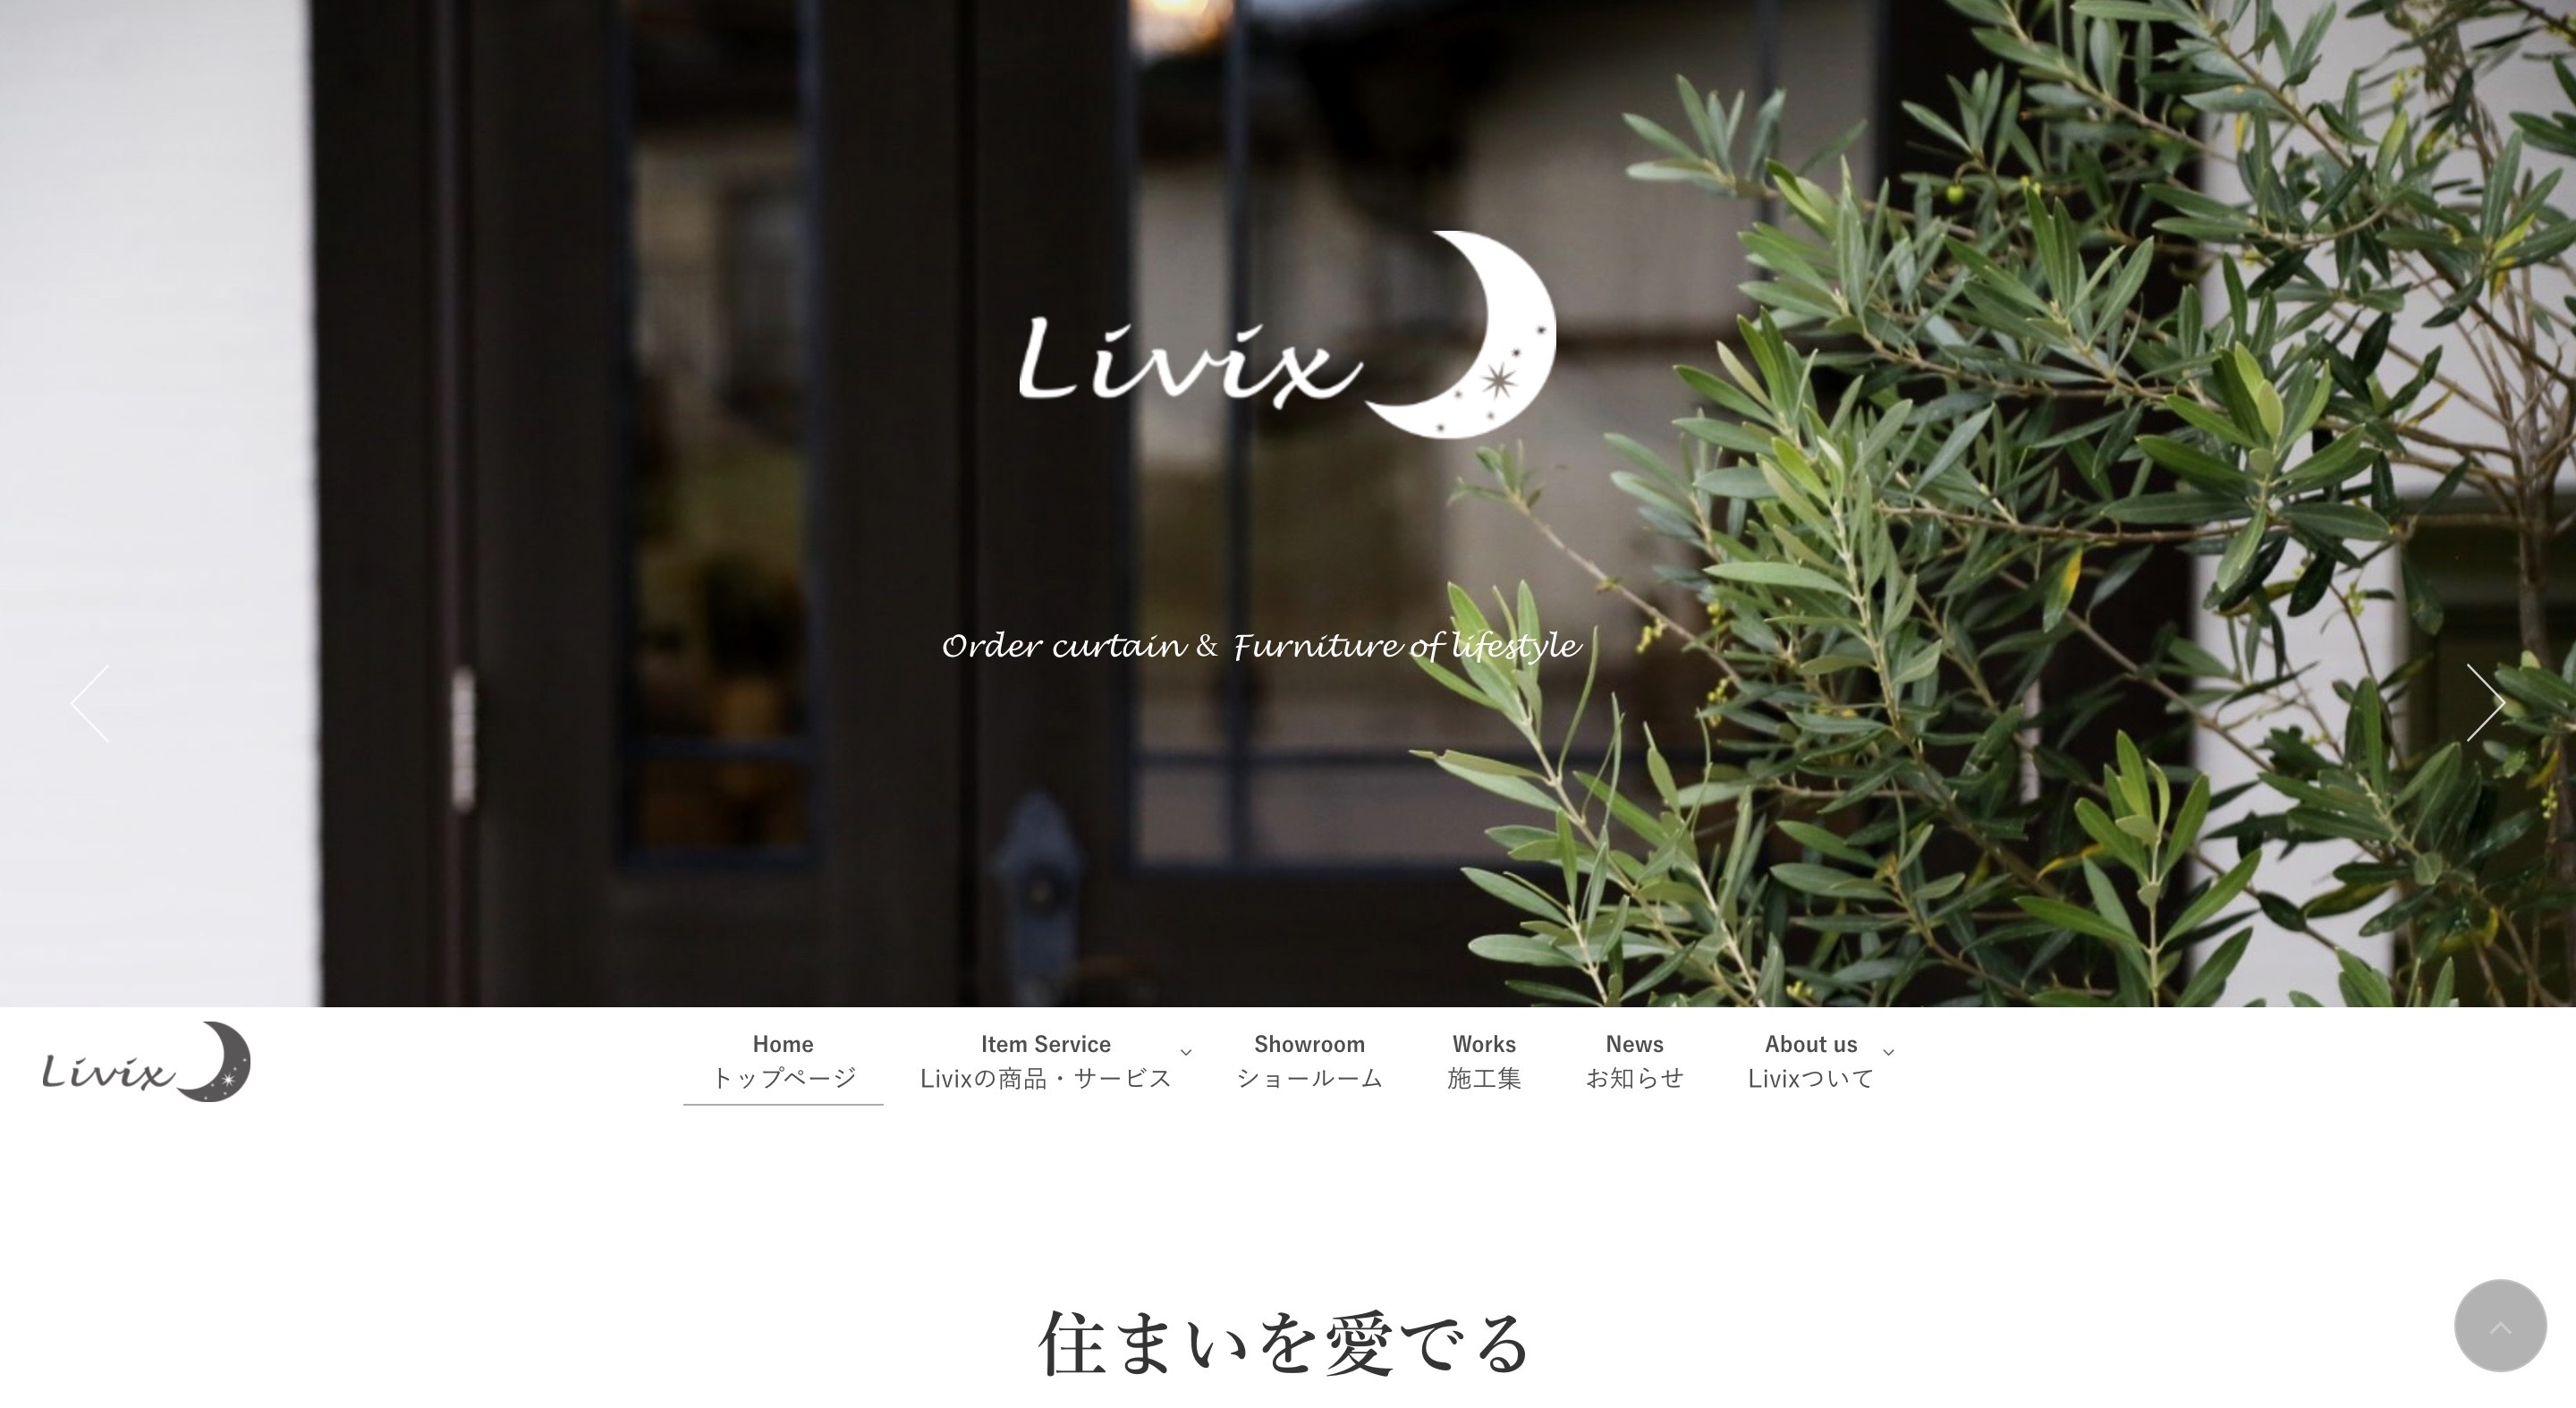 Livix
Order curtain & Furniture of lifestyle
Livix
Home
トップページ
Item Service
Livixの商品・サービス
Showroom
ショールーム
Works
施工集
News
お知らせ
About us
Livixついて
住まいを愛でる